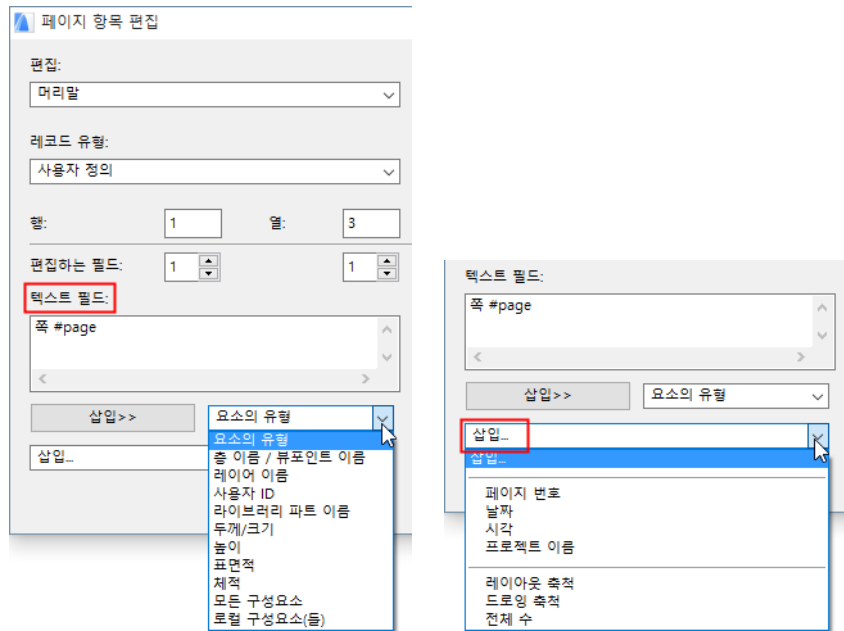 페이지 항목 편집
편집:
머리말
레코드 유형:
사용자 정의
행: 1 열: 3
편집하는 필드: 1 1
텍스트 필드:
쪽 #page
삽입>> 요소의 유형
요소의 유형
층 이름 / 뷰포인트 이름
삽입...
레이어 이름
사용자 ID
라이브러리 파트 이름
두께/크기
높이
표면적
체적
모든 구성요소
로컬 구성요소(들)
텍스트 필드:
쪽 #page
삽입>> 요소의 유형
삽입...
삽입...
페이지 번호
날짜
시각
프로젝트 이름
레이아웃 축척
드로잉 축척
전체 수